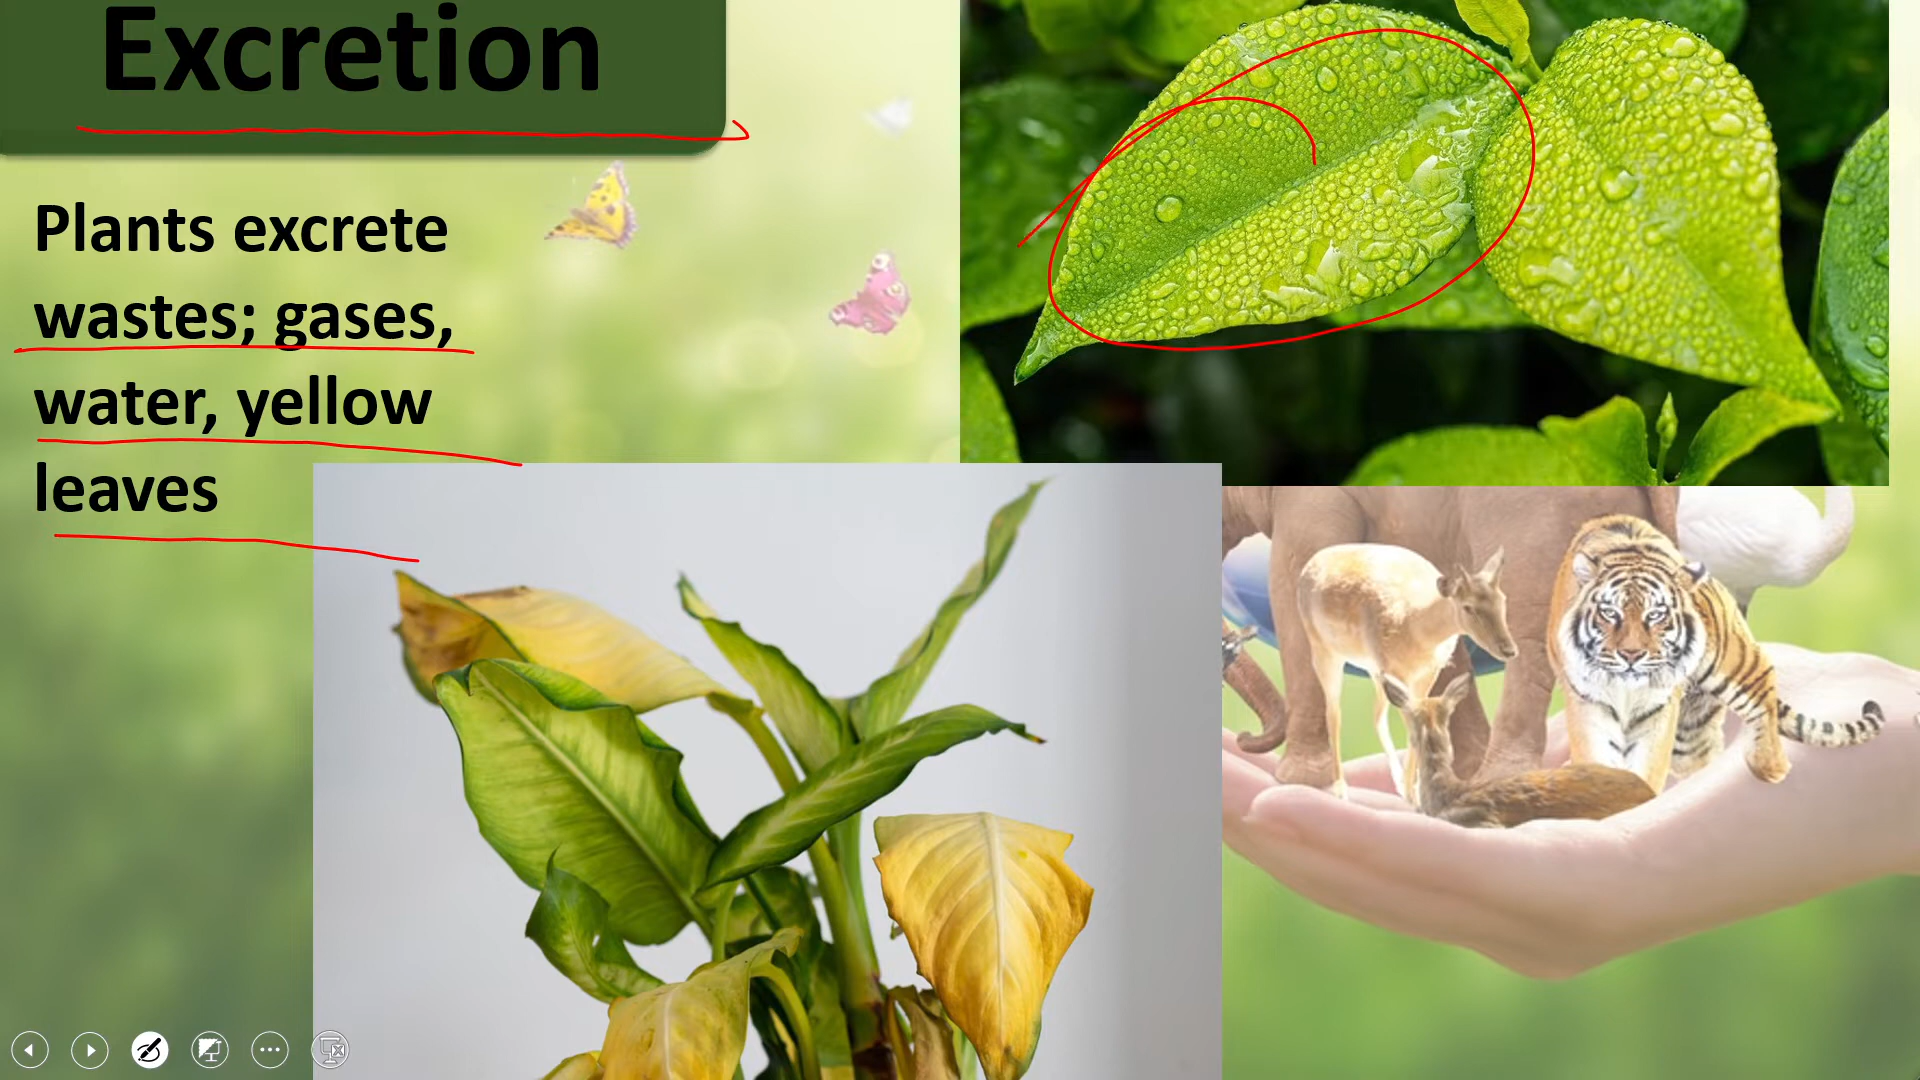 Excretion
Plants excrete
wastes; gases,
water, yellow
leaves